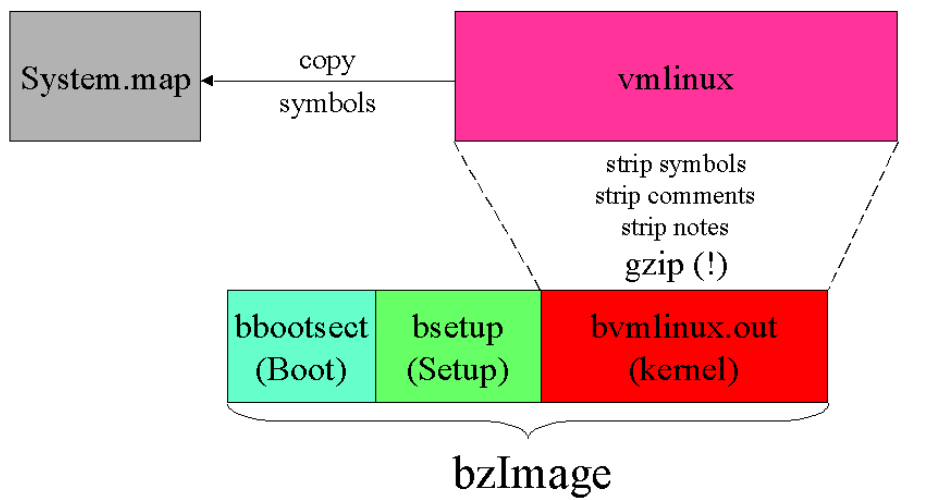 System.map
copy
symbols
vmlinux
strip symbols
strip comments
strip notes
gzip (!)
bbootsect
(Boot)
bsetup
(Setup)
bvmlinux.out
(kernel)
bzImage